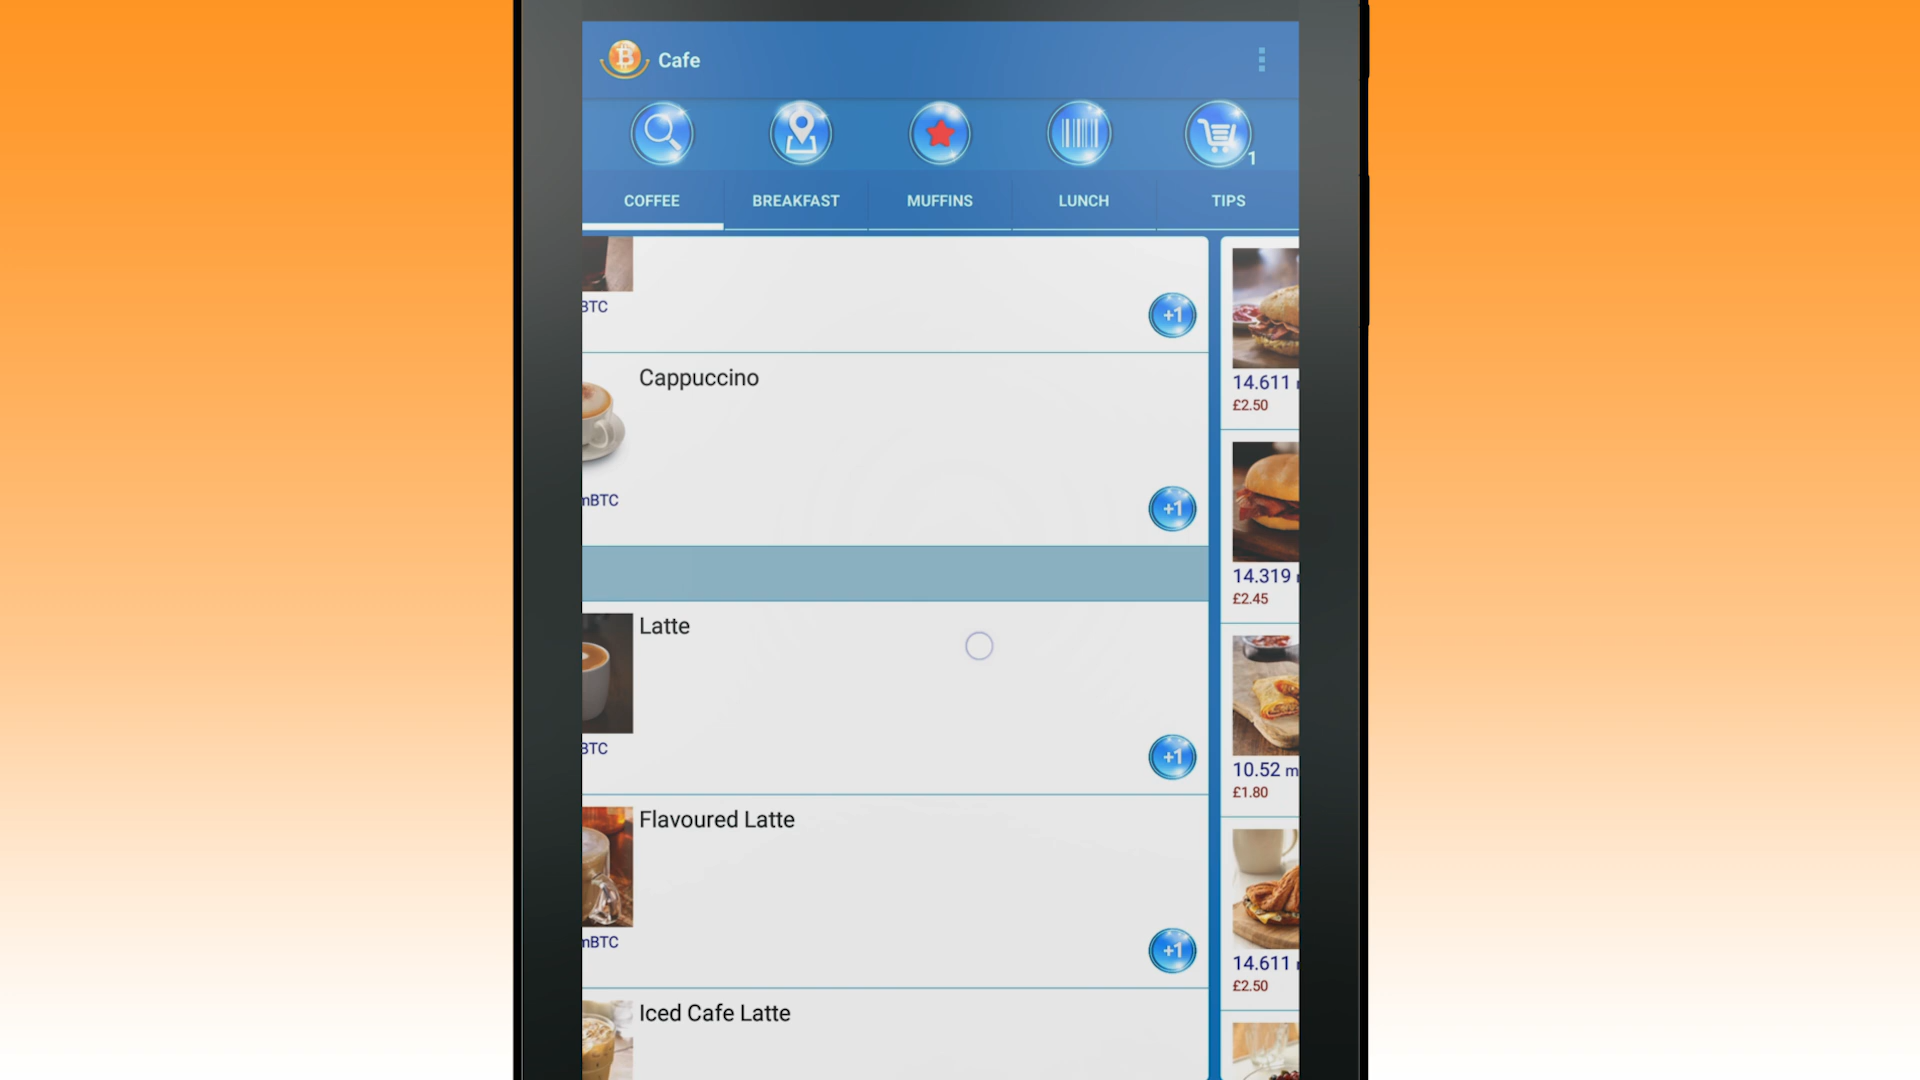 Cafe
1
COFFEE
BREAKFAST
MUFFINS
LUNCH
TIPS
BTC
+1
Cappuccino
mBTC
+1
Latte
BTC
+1
Flavoured Latte
mBTC
+1
Iced Cafe Latte
14.611
£2.50
14.319
£2.45
10.52 m
£1.80
14.611
£2.50